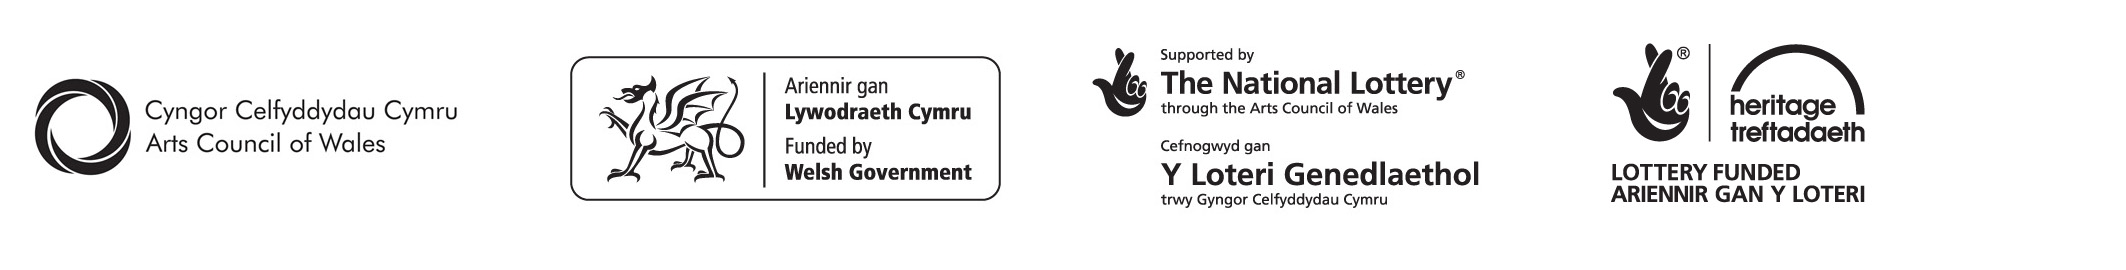 Cyngor Celfyddydau Cymru
Arts Council of Wales
Ariennir gan
Lywodraeth Cymru
Funded by
Welsh Government
Supported by
The National Lottery®
through the Arts Council of Wales
Cefnogwyd gan
Y Loteri Genedlaethol
trwy Gyngor Celfyddydau Cymru
®
heritage
treftadaeth
LOTTERY FUNDED
ARIENNIR GAN Y LOTERI